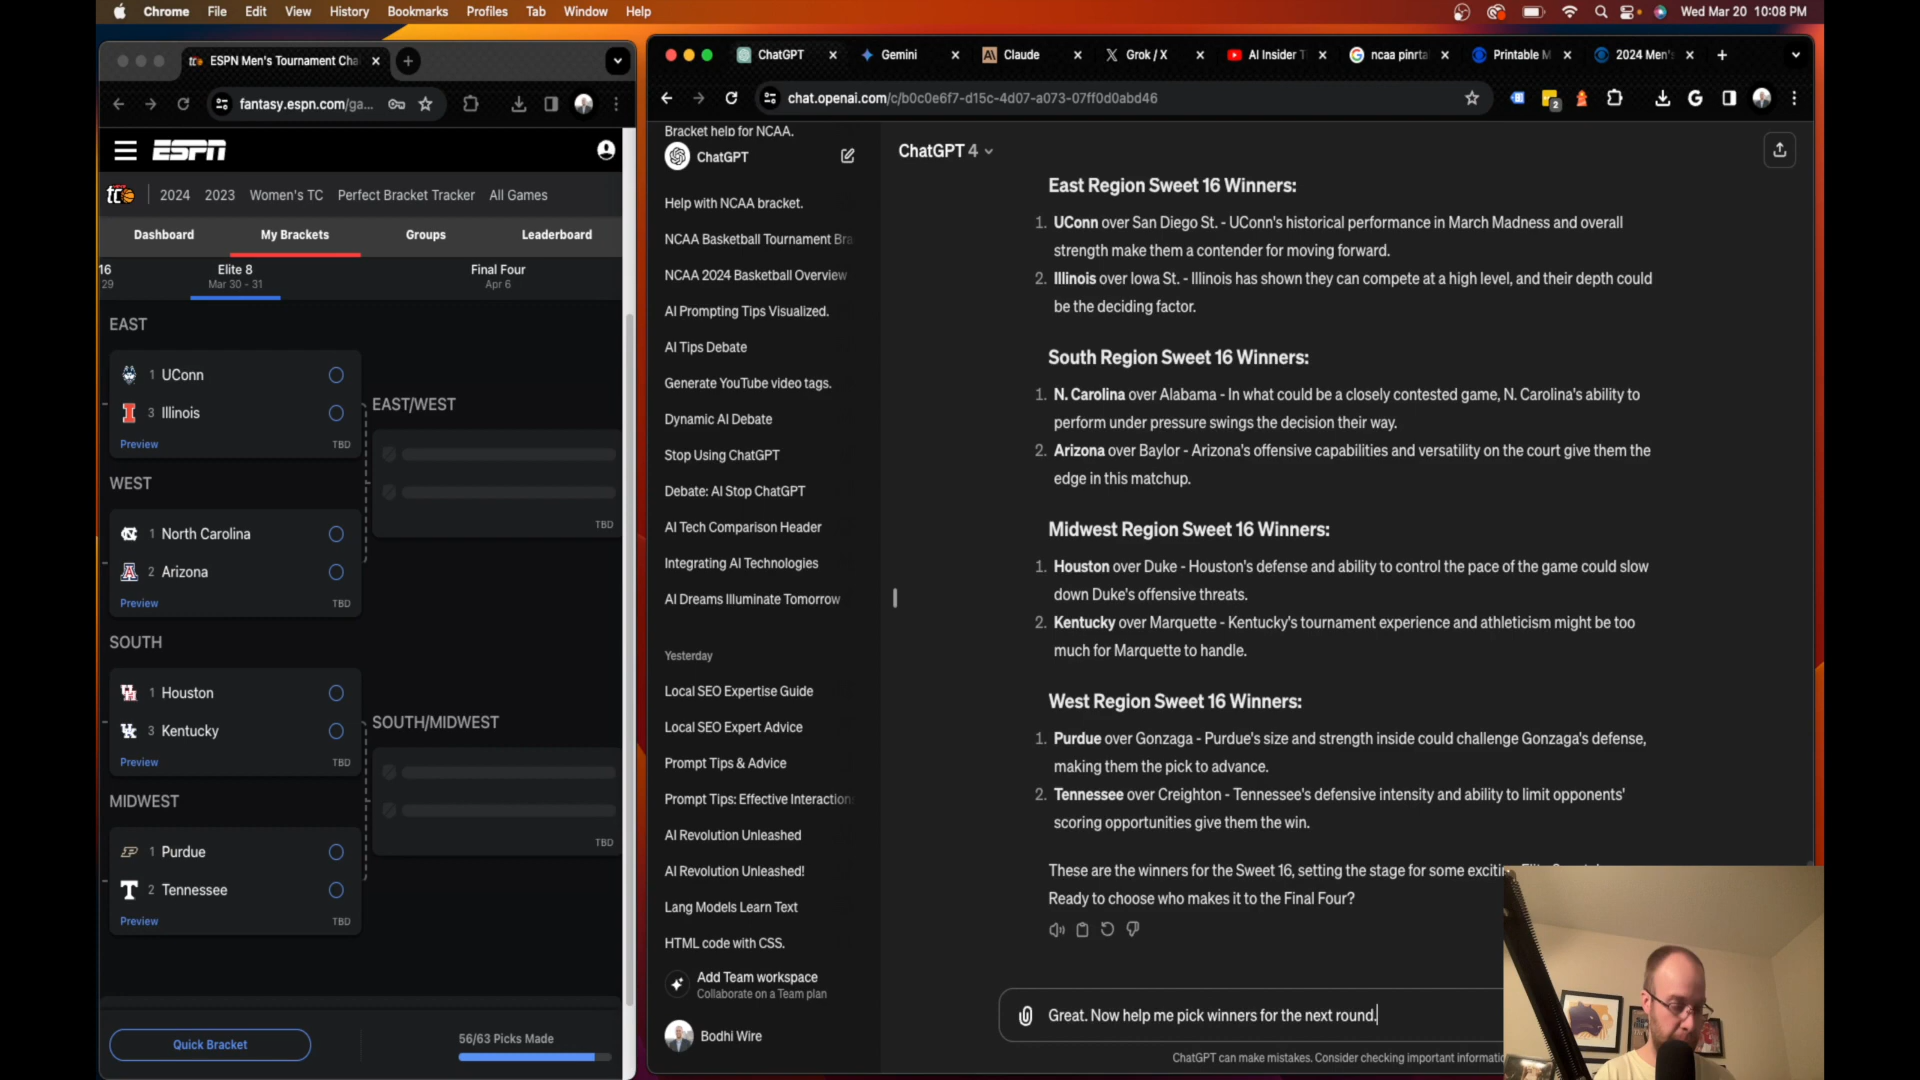 Chrome File Edit View History Bookmarks Profiles Tab Window Help
Wed Mar 20 10:08 PM
ESPN Men's Tournament Cha
fantasy.espn.com/ga...
ESPN
tc 2024 2023 Women's TC Perfect Bracket Tracker All Games
Dashboard My Brackets Groups Leaderboard
16 Elite 8 Final Four
29 Mar 30 - 31 Apr 6
EAST
1 UConn
3 Illinois
Preview TBD
EAST/WEST
TBD
WEST
1 North Carolina
2 Arizona
Preview TBD
SOUTH
1 Houston
3 Kentucky
Preview TBD
SOUTH/MIDWEST
TBD
MIDWEST
1 Purdue
2 Tennessee
Preview TBD
Quick Bracket
56/63 Picks Made
ChatGPT Gemini Claude Grok / X AI Insider T ncaa pinrta Printable M 2024 Men'
chat.openai.com/c/b0c0e6f7-d15c-4d07-a073-07ff0d0abd46
2
Bracket help for NCAA.
ChatGPT
Help with NCAA bracket.
NCAA Basketball Tournament Bra
NCAA 2024 Basketball Overview
AI Prompting Tips Visualized.
AI Tips Debate
Generate YouTube video tags.
Dynamic AI Debate
Stop Using ChatGPT
Debate: AI Stop ChatGPT
AI Tech Comparison Header
Integrating AI Technologies
AI Dreams Illuminate Tomorrow
Yesterday
Local SEO Expertise Guide
Local SEO Expert Advice
Prompt Tips & Advice
Prompt Tips: Effective Interaction
AI Revolution Unleashed
AI Revolution Unleashed!
Lang Models Learn Text
HTML code with CSS.
Add Team workspace
Collaborate on a Team plan
Bodhi Wire
ChatGPT 4
East Region Sweet 16 Winners:
1. UConn over San Diego St. - UConn's historical performance in March Madness and overall
strength make them a contender for moving forward.
2. Illinois over Iowa St. - Illinois has shown they can compete at a high level, and their depth could
be the deciding factor.
South Region Sweet 16 Winners:
1. N. Carolina over Alabama - In what could be a closely contested game, N. Carolina's ability to
perform under pressure swings the decision their way.
2. Arizona over Baylor - Arizona's offensive capabilities and versatility on the court give them the
edge in this matchup.
Midwest Region Sweet 16 Winners:
1. Houston over Duke - Houston's defense and ability to control the pace of the game could slow
down Duke's offensive threats.
2. Kentucky over Marquette - Kentucky's tournament experience and athleticism might be too
much for Marquette to handle.
West Region Sweet 16 Winners:
1. Purdue over Gonzaga - Purdue's size and strength inside could challenge Gonzaga's defense,
making them the pick to advance.
2. Tennessee over Creighton - Tennessee's defensive intensity and ability to limit opponents'
scoring opportunities give them the win.
These are the winners for the Sweet 16, setting the stage for some
Ready to choose who makes it to the Final Four?
Great. Now help me pick winners for the next round.
ChatGPT can make mistakes. Consider checking important